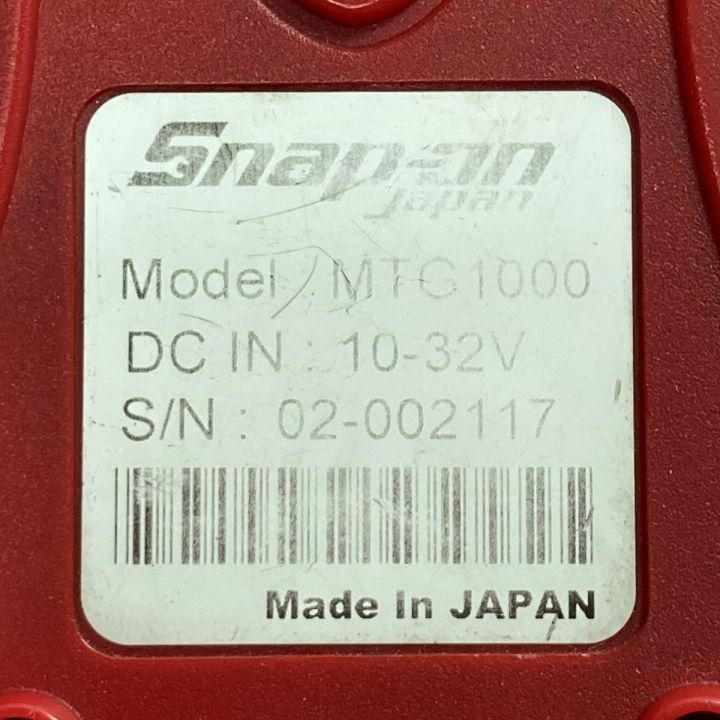 Snap-on
Japan
Model : MTG1000
DC IN : 10-32V
S/N : 02-002117
Made In JAPAN